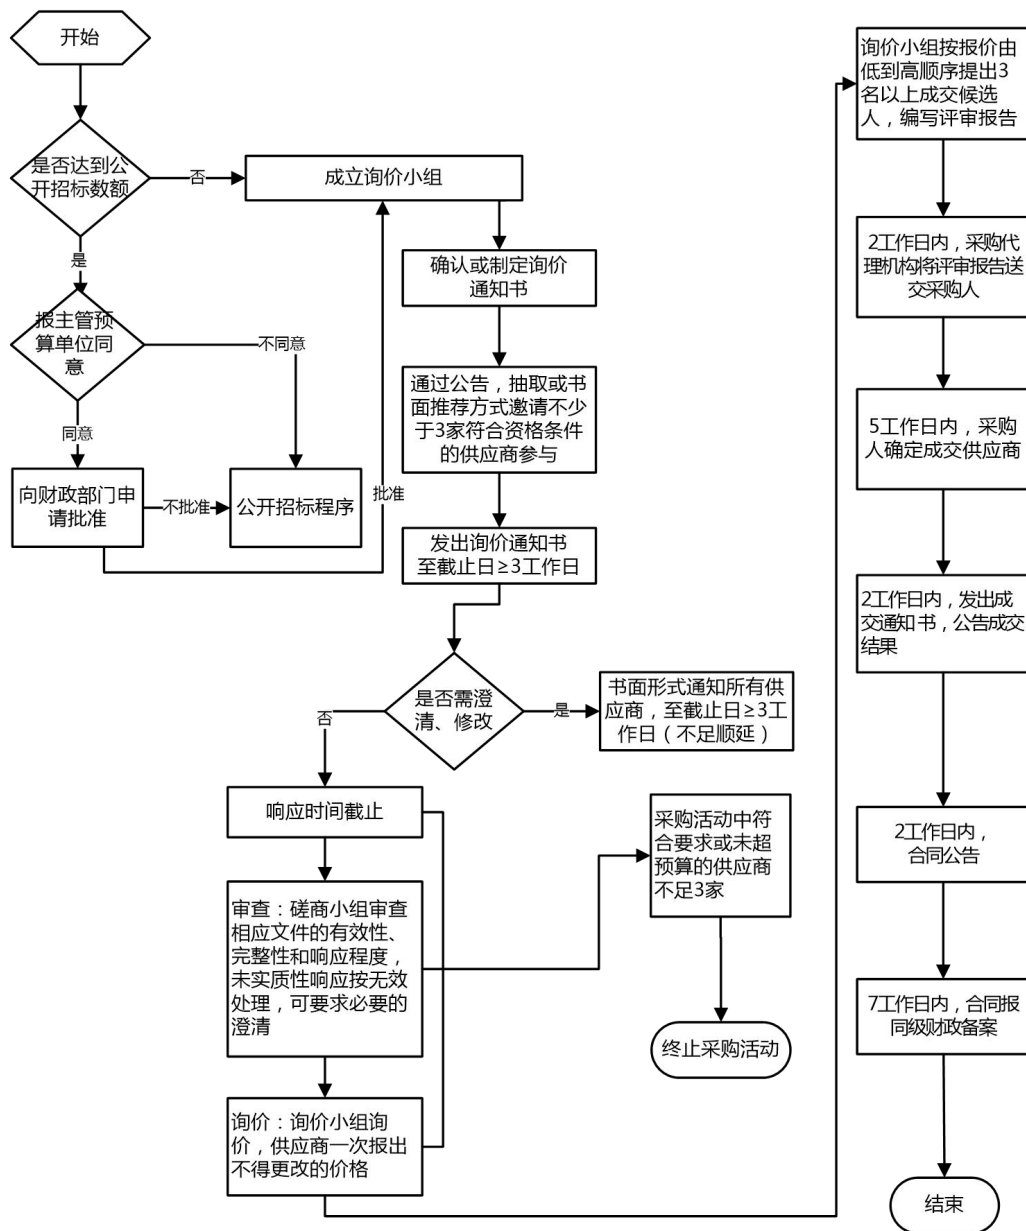 开始
是否达到公
开招标数额
否
是
报主管预
算单位同
意
不同意
同意
向财政部门申
请批准
不批准
公开招标程序
批准
成立询价小组
确认或制定询价
通知书
通过公告，抽取或书
面推荐方式邀请不少
于3家符合资格条件
的供应商参与
发出询价通知书
至截止日≥3工作日
是否需澄
清、修改
否
是
书面形式通知所有供
应商，至截止日≥3工
作日（不足顺延）
响应时间截止
审查：磋商小组审查
相应文件的有效性、
完整性和响应程度，
未实质性响应按无效
处理，可要求必要的
澄清
采购活动中符
合要求或未超
预算的供应商
不足3家
终止采购活动
询价：询价小组询
价，供应商一次报出
不得更改的价格
询价小组按报价由
低到高顺序提出3
名以上成交候选
人，编写评审报告
2工作日内，采购代
理机构将评审报告送
交采购人
5工作日内，采购
人确定成交供应商
2工作日内，发出成
交通知书，公告成交
结果
2工作日内，
合同公告
7工作日内，合同报
同级财政备案
结束